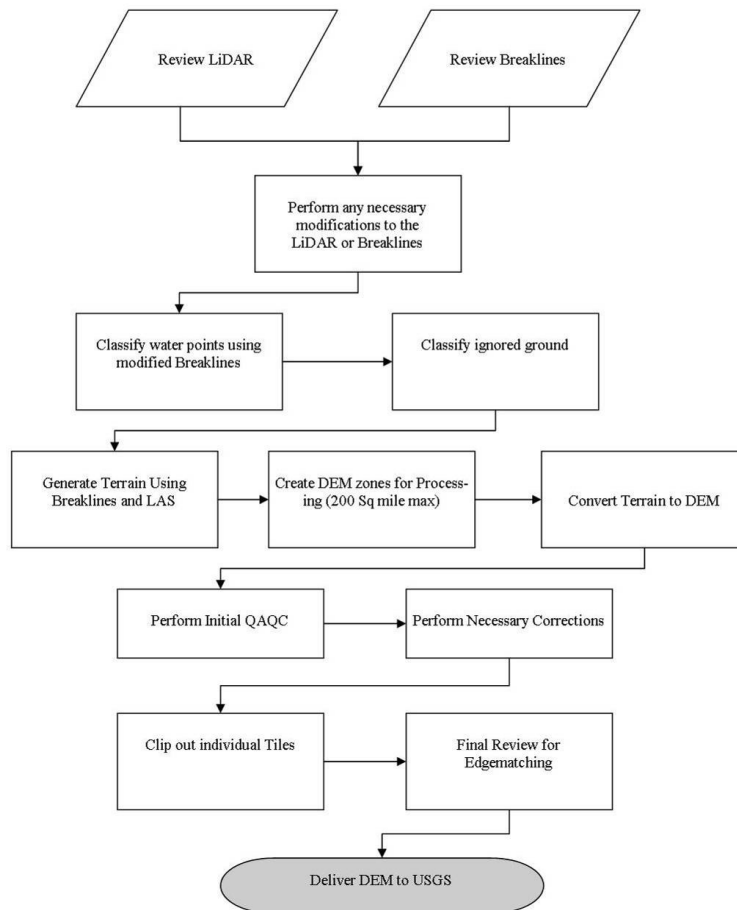 Review LiDAR
Review Breaklines
Perform any necessary
modifications to the
LiDAR or Breaklines
Classify water points using
modified Breaklines
Classify ignored ground
Generate Terrain Using
Breaklines and LAS
Create DEM zones for Process-
ing (200 Sq mile max)
Convert Terrain to DEM
Perform Initial QAQC
Perform Necessary Corrections
Clip out individual Tiles
Final Review for
Edgematching
Deliver DEM to USGS